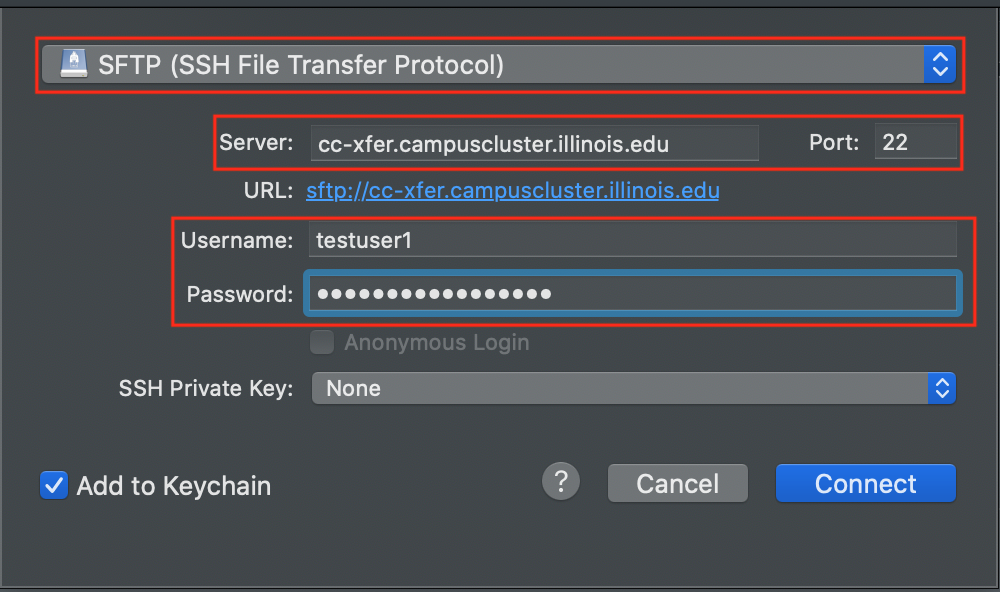 SFTP (SSH File Transfer Protocol)
Server: cc-xfer.campuscluster.illinois.edu Port: 22
URL: sftp://cc-xfer.campuscluster.illinois.edu
Username: testuser1
Password: •••••••••••••••••
Anonymous Login
SSH Private Key: None
Add to Keychain ? Cancel Connect